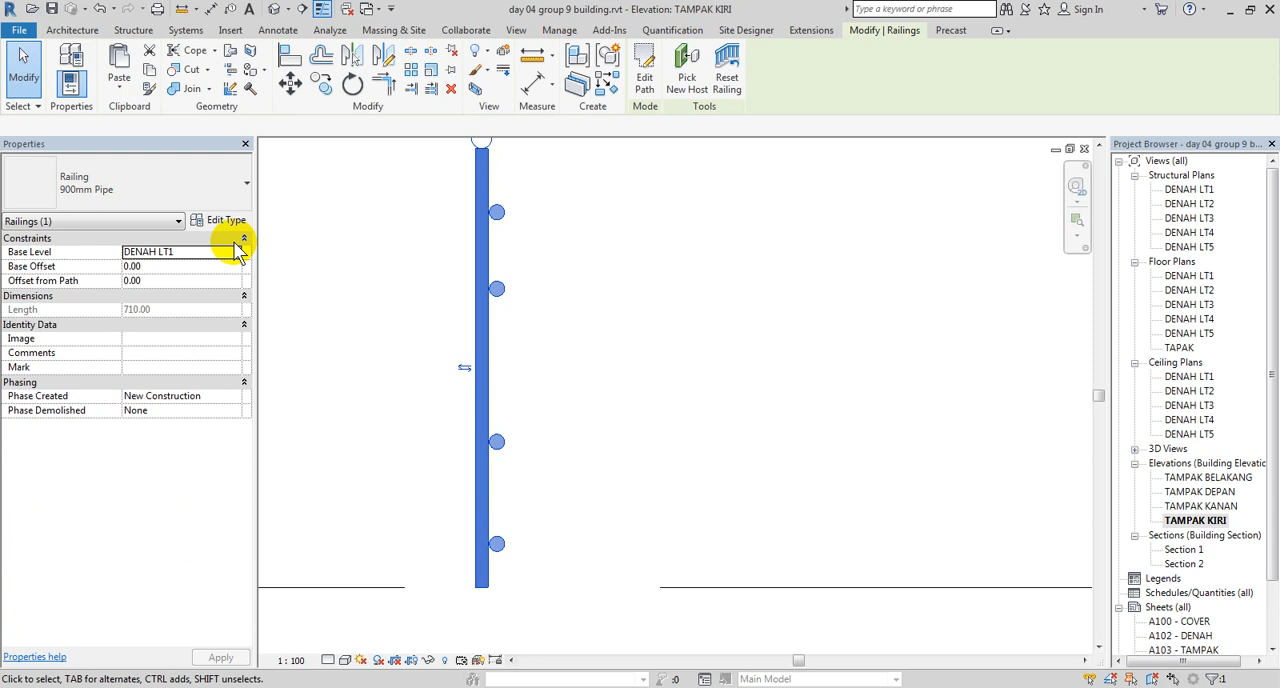 day 04 group 9 building.rvt - Elevation: TAMPAK KIRI
Type a keyword or phrase
Sign In
File Architecture Structure Systems Insert Annotate Analyze Massing & Site Collaborate View Manage Add-Ins Quantification Site Designer Extensions Modify | Railings Precast
Modify
Properties
Paste
Cope
Cut
Join
Edit Path
Pick New Host
Reset Railing
Select
Properties
Clipboard
Geometry
Modify
View
Measure
Create
Mode
Tools
Properties
Railing
900mm Pipe
Railings (1)
Edit Type
Constraints
Base Level DENAH LT1
Base Offset 0.00
Offset from Path 0.00
Dimensions
Length 710.00
Identity Data
Image
Comments
Mark
Phasing
Phase Created New Construction
Phase Demolished None
Properties help
Apply
2D
Project Browser - day 04 group 9 b...
Views (all)
Structural Plans
DENAH LT1
DENAH LT2
DENAH LT3
DENAH LT4
DENAH LT5
Floor Plans
DENAH LT1
DENAH LT2
DENAH LT3
DENAH LT4
DENAH LT5
TAPAK
Ceiling Plans
DENAH LT1
DENAH LT2
DENAH LT3
DENAH LT4
DENAH LT5
3D Views
Elevations (Building Elevatic
TAMPAK BELAKANG
TAMPAK DEPAN
TAMPAK KANAN
TAMPAK KIRI
Sections (Building Section)
Section 1
Section 2
Legends
Schedules/Quantities (all)
Sheets (all)
A100 - COVER
A102 - DENAH
A103 - TAMPAK
1 : 100
Click to select, TAB for alternates, CTRL adds, SHIFT unselects.
:0
Main Model
:1